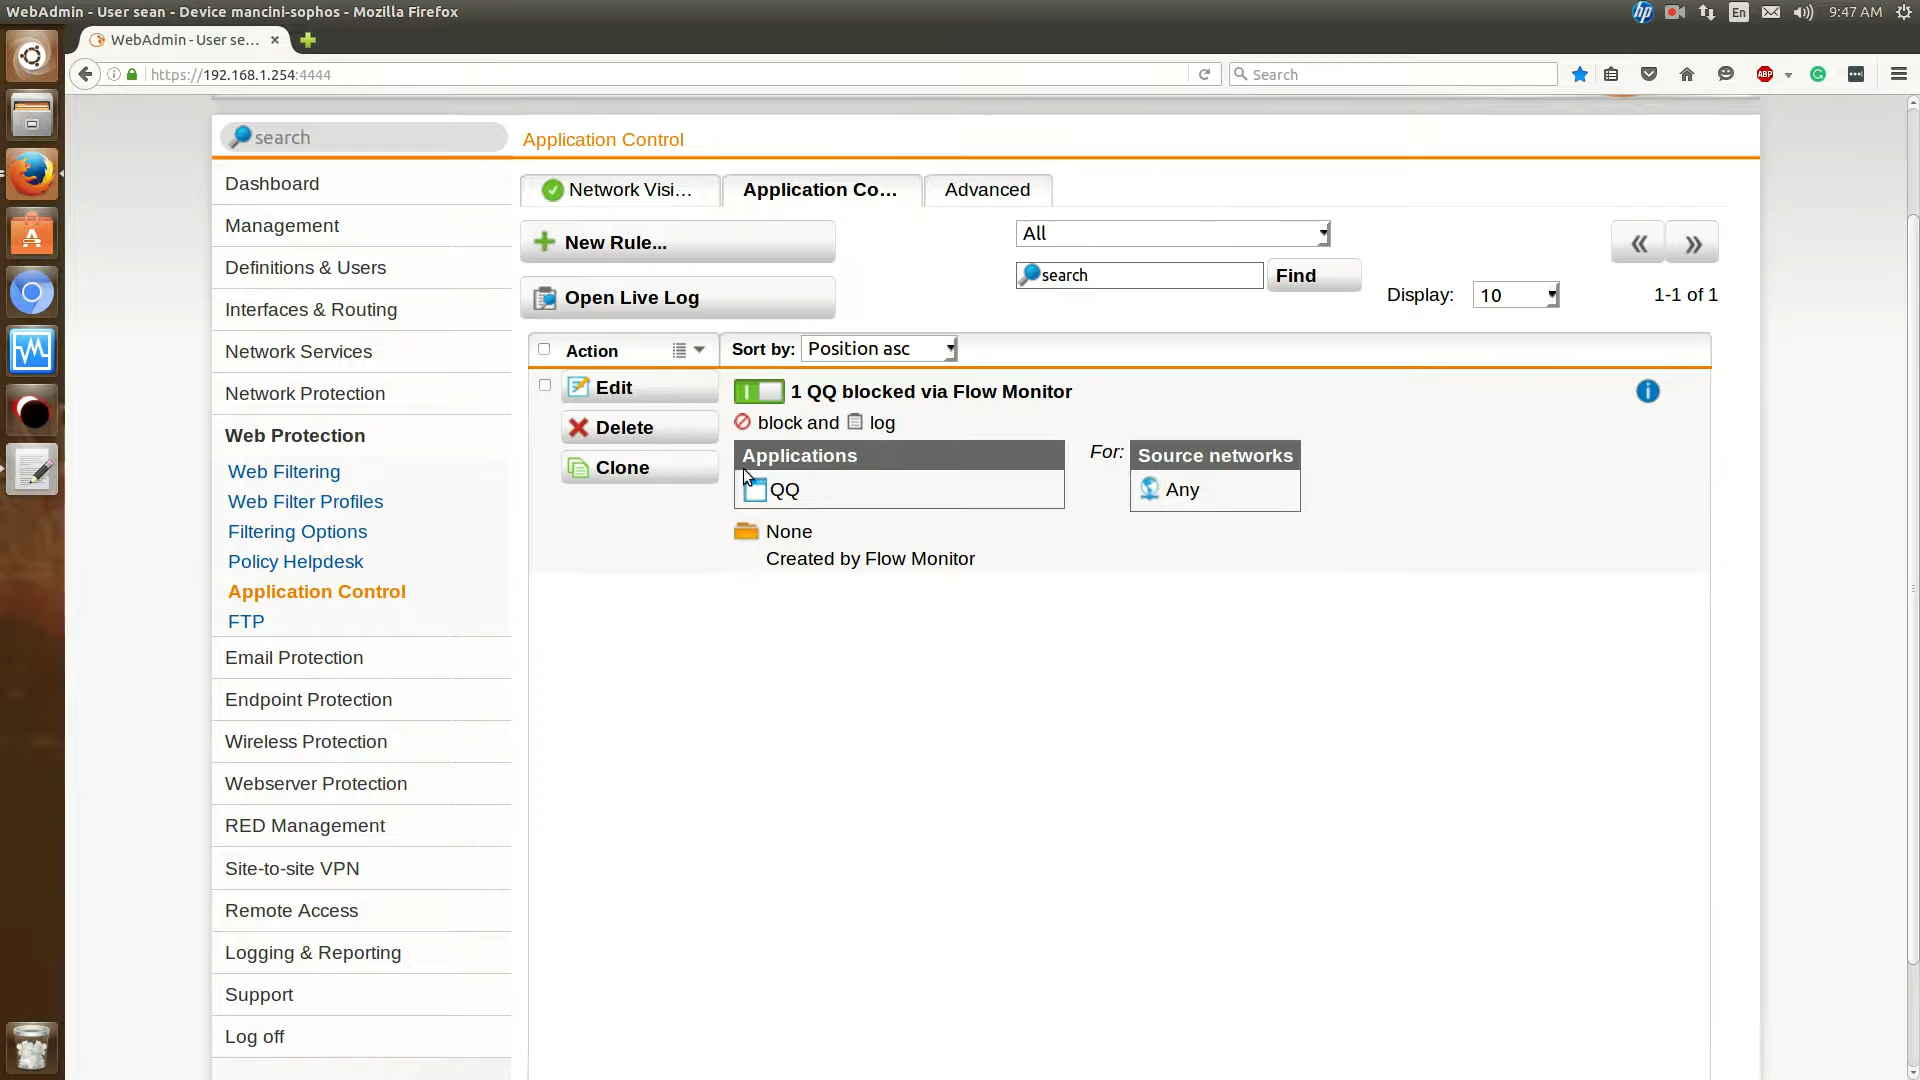 WebAdmin - User sean - Device mancini-sophos - Mozilla Firefox
hp
En
9:47 AM
WebAdmin - User se...
https://192.168.1.254:4444
Search
ABP
search
Application Control
Dashboard
Management
Definitions & Users
Interfaces & Routing
Network Services
Network Protection
Web Protection
Web Filtering
Web Filter Profiles
Filtering Options
Policy Helpdesk
Application Control
FTP
Email Protection
Endpoint Protection
Wireless Protection
Webserver Protection
RED Management
Site-to-site VPN
Remote Access
Logging & Reporting
Support
Log off
Network Visi...
Application Co...
Advanced
New Rule...
Open Live Log
All
search
Find
Display:
10
1-1 of 1
Action
Sort by:
Position asc
Edit
Delete
Clone
1 QQ blocked via Flow Monitor
block and log
Applications
QQ
For:
Source networks
Any
None
Created by Flow Monitor